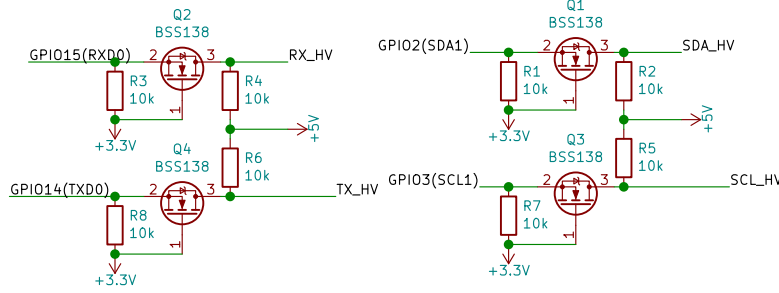 Q2
BSS138
GPIO15(RXD0)
2
3
RX_HV
R3
10k
R4
10k
1
+3.3V
+5V
Q4
BSS138
R6
10k
GPIO14(TXD0)
2
3
TX_HV
R8
10k
1
+3.3V
Q1
BSS138
GPIO2(SDA1)
2
3
SDA_HV
R1
10k
R2
10k
1
+3.3V
+5V
Q3
BSS138
R5
10k
GPIO3(SCL1)
2
3
SCL_HV
R7
10k
1
+3.3V